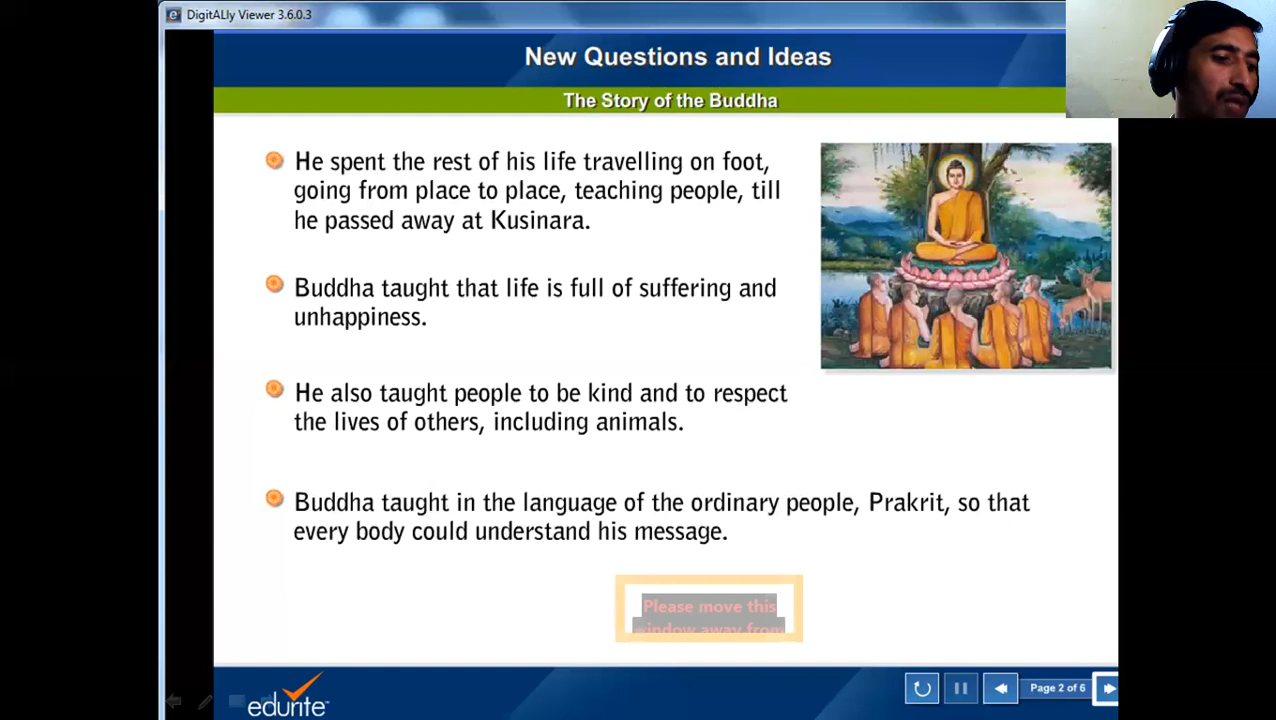 DigitALly Viewer 3.6.0.3
New Questions and Ideas
The Story of the Buddha
He spent the rest of his life travelling on foot,
going from place to place, teaching people, till
he passed away at Kusinara.
Buddha taught that life is full of suffering and
unhappiness.
He also taught people to be kind and to respect
the lives of others, including animals.
Buddha taught in the language of the ordinary people, Prakrit, so that
every body could understand his message.
Please move this
window away from
edurite
Page 2 of 6